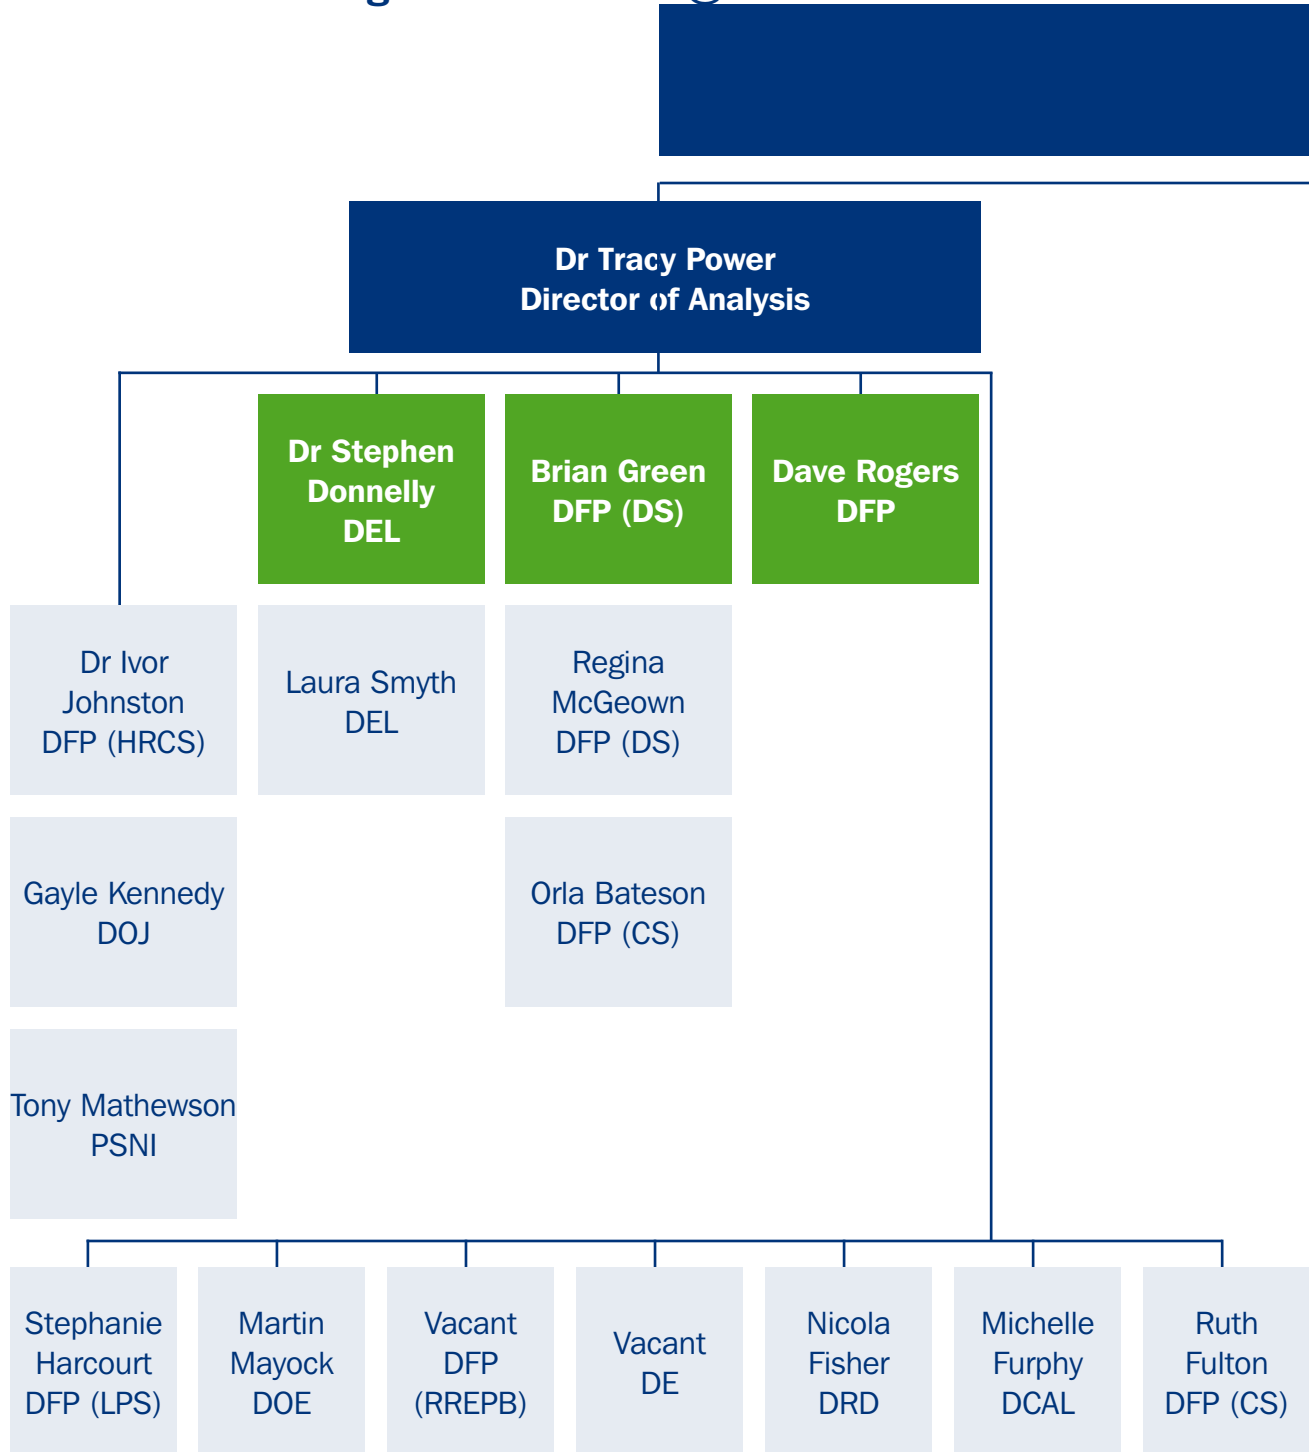 Dr Tracy Power
Director of Analysis
Dr Stephen
Donnelly
DEL
Brian Green
DFP (DS)
Dave Rogers
DFP
Dr Ivor
Johnston
DFP (HRCS)
Laura Smyth
DEL
Regina
McGeown
DFP (DS)
Gayle Kennedy
DOJ
Orla Bateson
DFP (CS)
Tony Mathewson
PSNI
Stephanie
Harcourt
DFP (LPS)
Martin
Mayock
DOE
Vacant
DFP
(RREPB)
Vacant
DE
Nicola
Fisher
DRD
Michelle
Furphy
DCAL
Ruth
Fulton
DFP (CS)